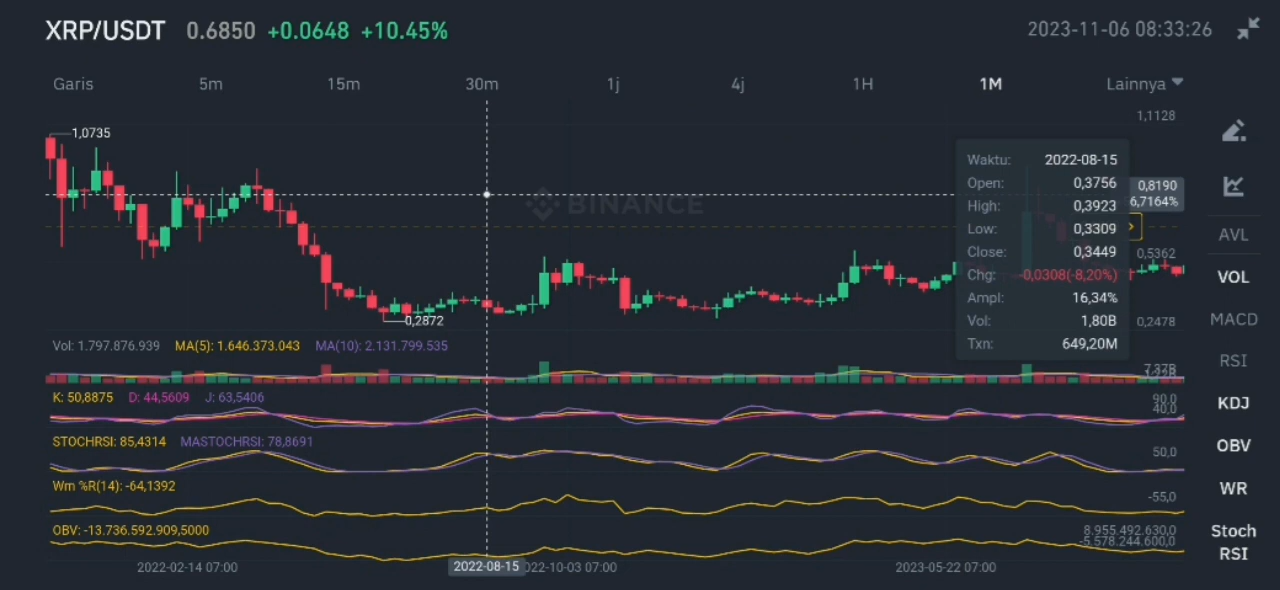 XRP/USDT 0.6850 +0.0648 +10.45% 2023-11-06 08:33:26
Garis 5m 15m 30m 1j 4j 1H 1M Lainnya
1,1128
1,0735
Waktu: 2022-08-15
Open: 0,3756
High: 0,3923
Low: 0,3309
Close: 0,3449
Chg: -0,0308(-8,20%)
Ampl: 16,34%
Vol: 1,80B
Txn: 649,20M
0,8190
6,7164%
BINANCE
0,5362
0,2872
0,2478
AVL
VOL
MACD
RSI
KDJ
OBV
WR
Stoch
RSI
Vol: 1.797.876.939 MA(5): 1.646.373.043 MA(10): 2.131.799.535
7,37B
K: 50,8875 D: 44,5609 J: 63,5406
90,0
40,0
STOCHRSI: 85,4314 MASTOCHRSI: 78,8691
50,0
Wm %R(14): -64,1392
-55,0
OBV: -13.736.592.909,5000
8.955.492.630,0
-5.578.244.600,0
2022-02-14 07:00 2022-08-15 022-10-03 07:00 2023-05-22 07:00